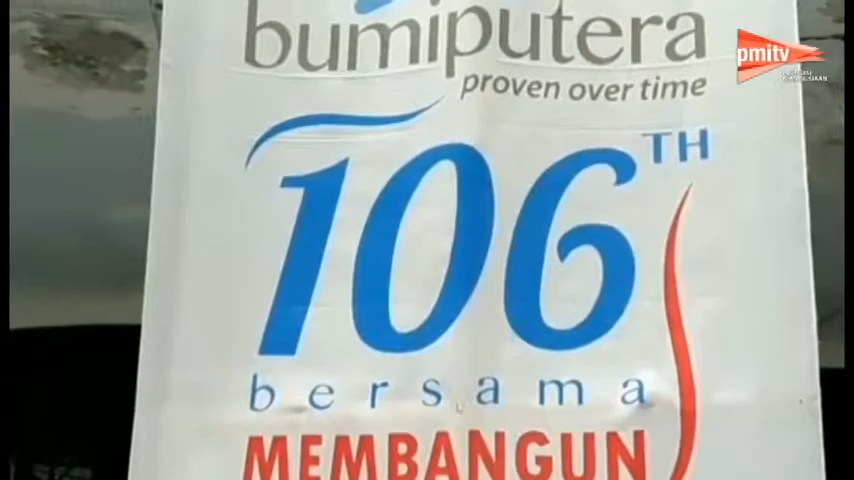 bumiputera
proven over time
106TH
bersama
MEMBANGUN
pmitv